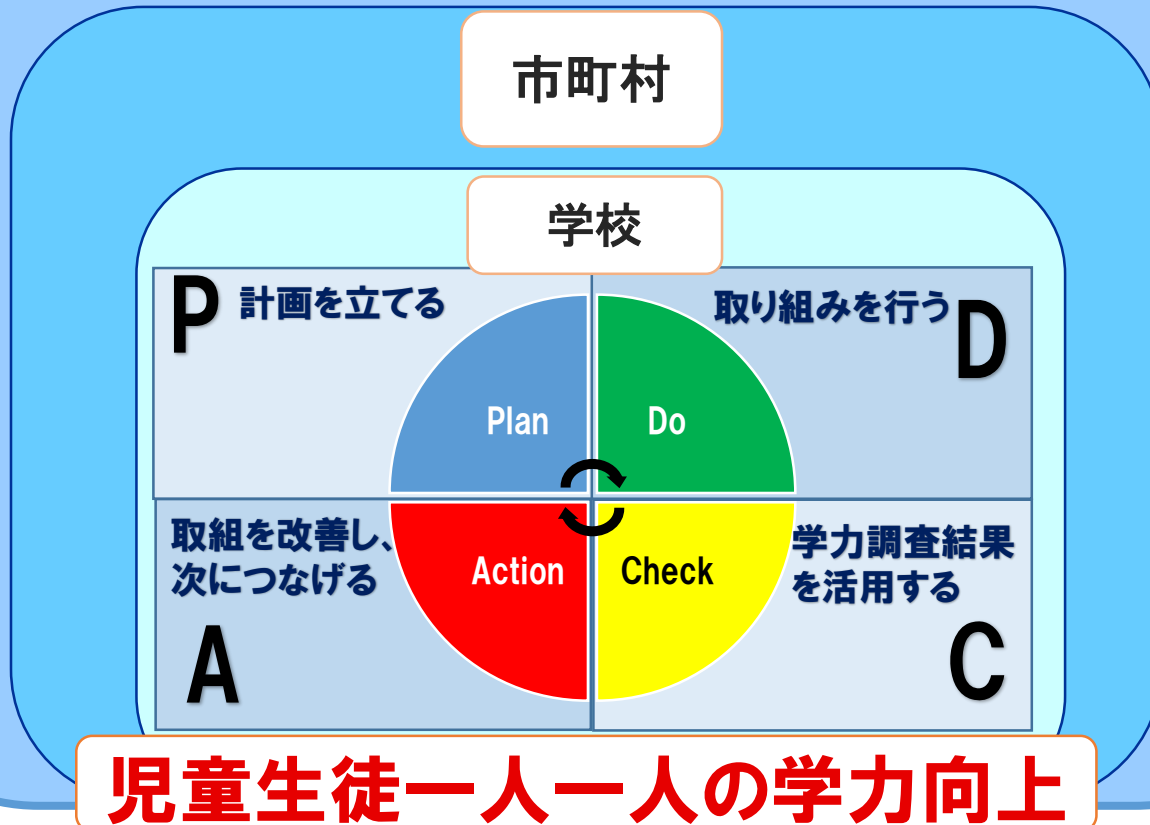 市町村
学校
P
計画を立てる
取り組みを行う
D
Plan
Do
取組を改善し、
次につなげる
A
Action
Check
学力調査結果
を活用する
C
児童生徒一人一人の学力向上